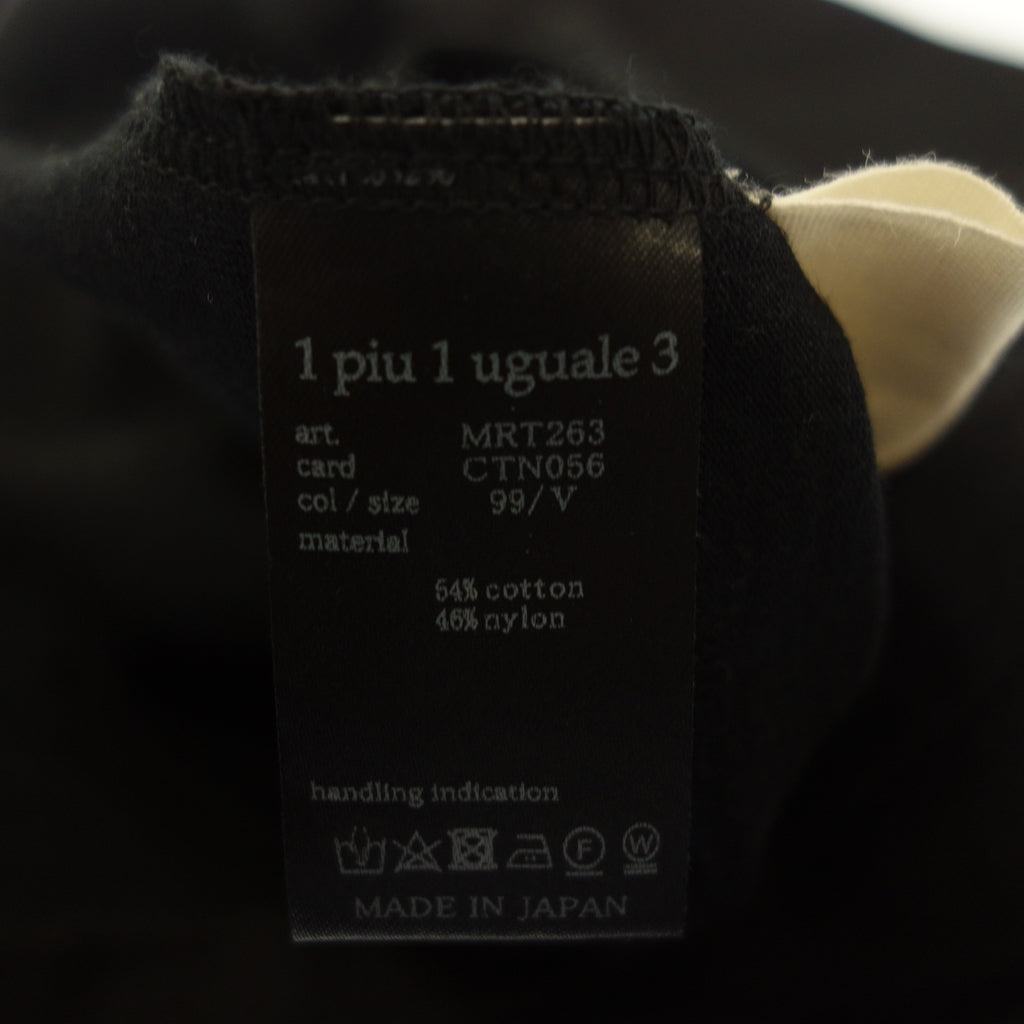 1 piu 1 uguale 3
art. MRT263
card CTN056
col / size 99/V
material
54% cotton
46% nylon
handling indication
F W
MADE IN JAPAN